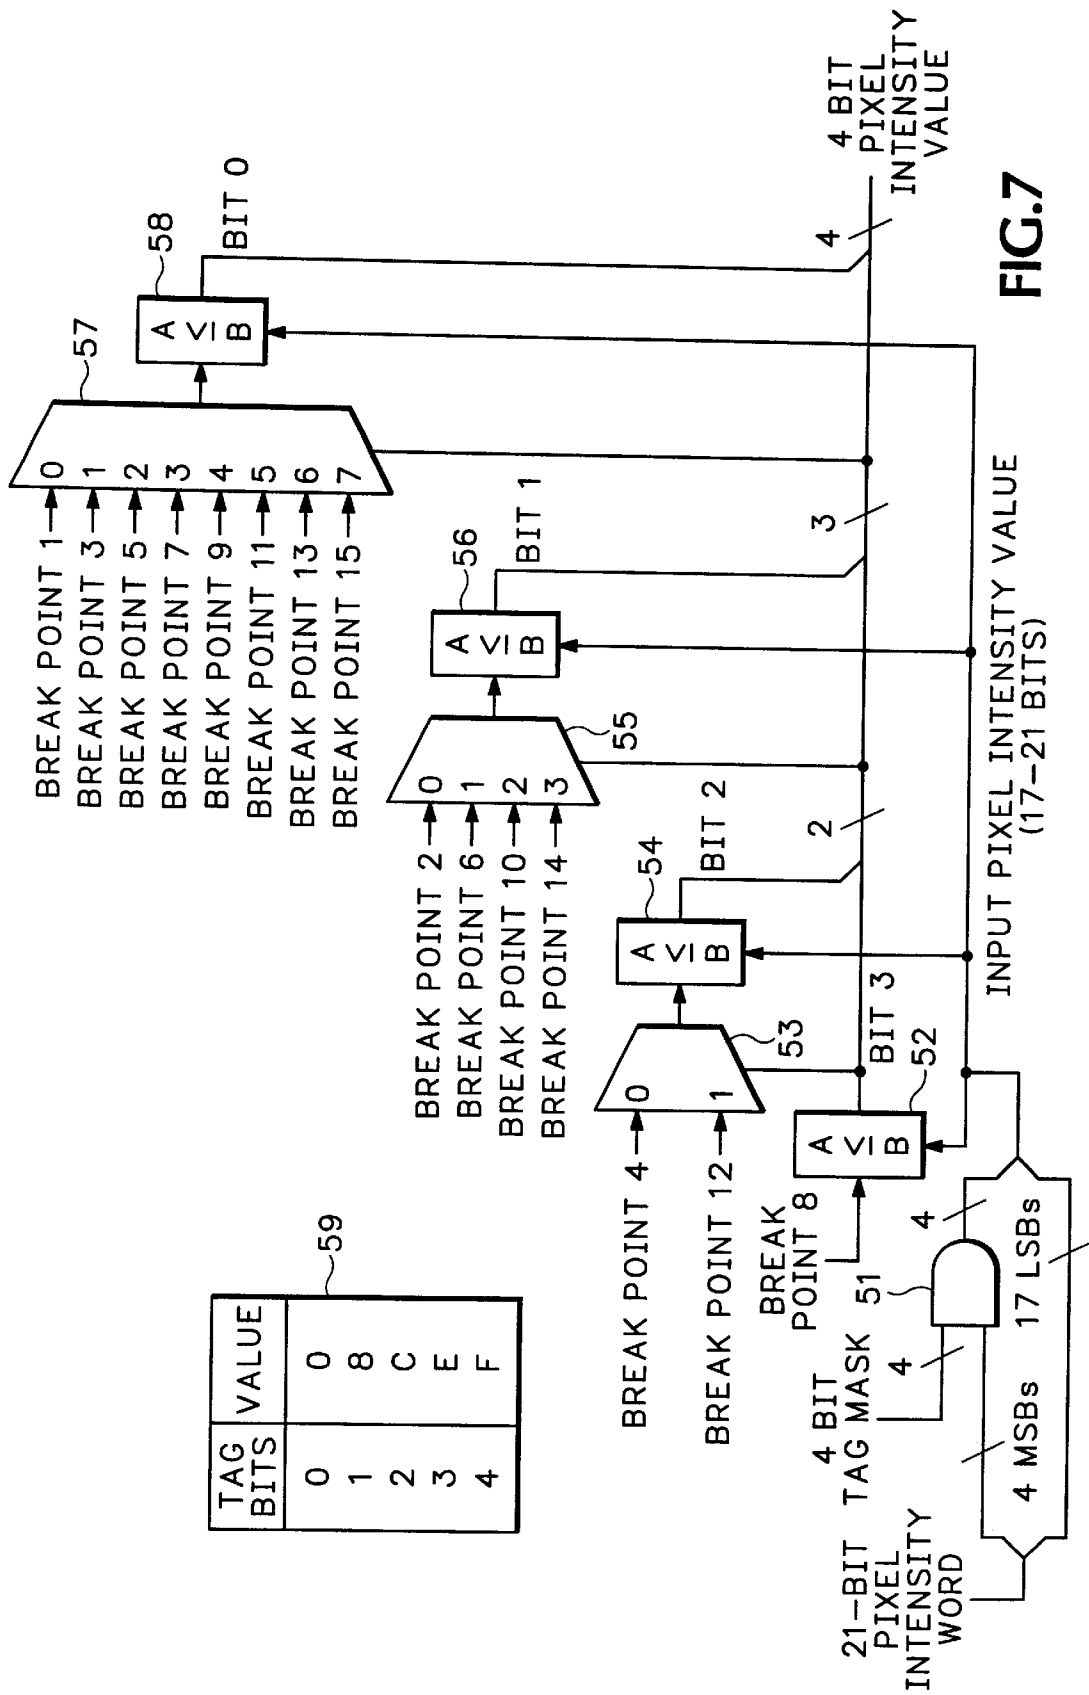 TAG BITS
VALUE
0 0
1 8
2 C
3 E
4 F
59
BREAK POINT 1
BREAK POINT 3
BREAK POINT 5
BREAK POINT 7
BREAK POINT 9
BREAK POINT 11
BREAK POINT 13
BREAK POINT 15
0
1
2
3
4
5
6
7
57
A
≤
B
58
BIT 0
BREAK POINT 2
BREAK POINT 6
BREAK POINT 10
BREAK POINT 14
0
1
2
3
55
A
≤
B
56
BIT 1
BREAK POINT 4
BREAK POINT 12
0
1
53
A
≤
B
54
BIT 2
BREAK
POINT 8
A
≤
B
52
BIT 3
2
3
4
4 BIT
PIXEL
INTENSITY
VALUE
21-BIT
PIXEL
INTENSITY
WORD
4 BIT
TAG MASK
4
51
4
4 MSBs
17 LSBs
INPUT PIXEL INTENSITY VALUE
(17-21 BITS)
FIG.7